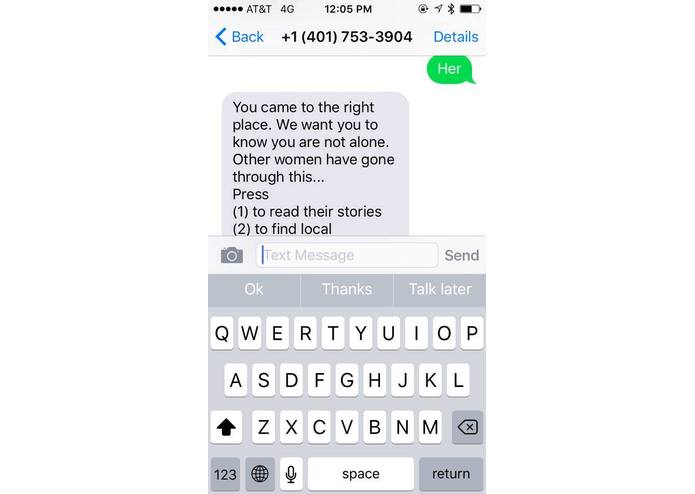 AT&T 4G 12:05 PM
Back +1 (401) 753-3904 Details
Her
You came to the right
place. We want you to
know you are not alone.
Other women have gone
through this...
Press
(1) to read their stories
(2) to find local
Text Message Send
Ok Thanks Talk later
Q W E R T Y U I O P
A S D F G H J K L
Z X C V B N M
123 space return